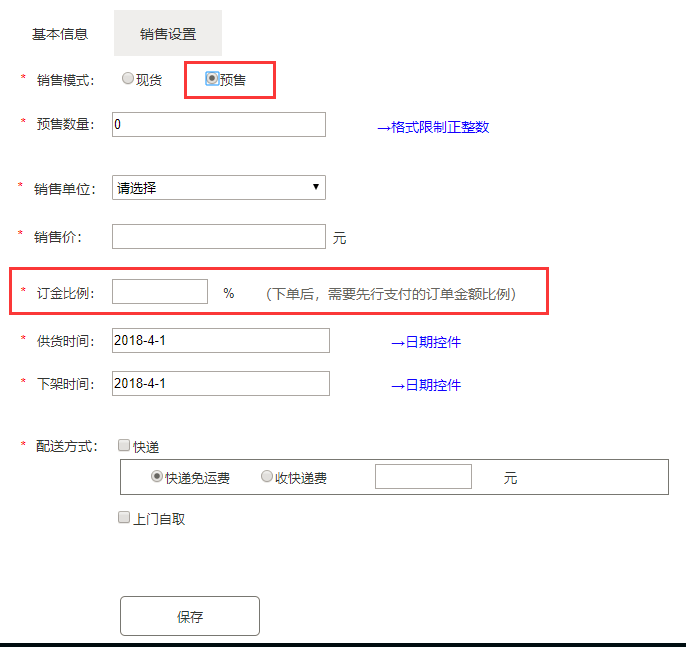 基本信息 销售设置
* 销售模式: 现货 预售
* 预售数量: 0 →格式限制正整数
* 销售单位: 请选择
* 销售价: 元
* 订金比例: % （下单后，需要先行支付的订单金额比例）
* 供货时间: 2018-4-1 →日期控件
* 下架时间: 2018-4-1 →日期控件
* 配送方式: 快递
快递免运费 收快递费 元
上门自取
保存